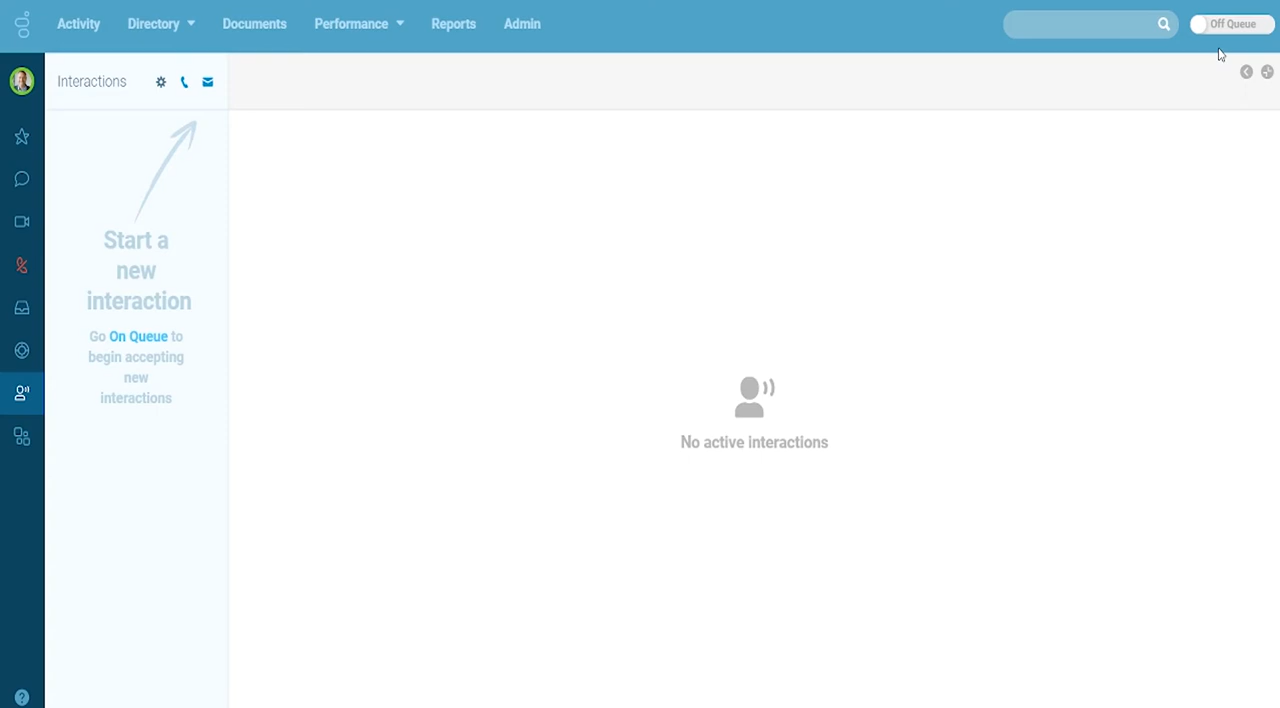 Activity
Directory
Documents
Performance
Reports
Admin
Off Queue
Interactions
Start a
new
interaction
Go On Queue to
begin accepting
new
interactions
No active interactions
?